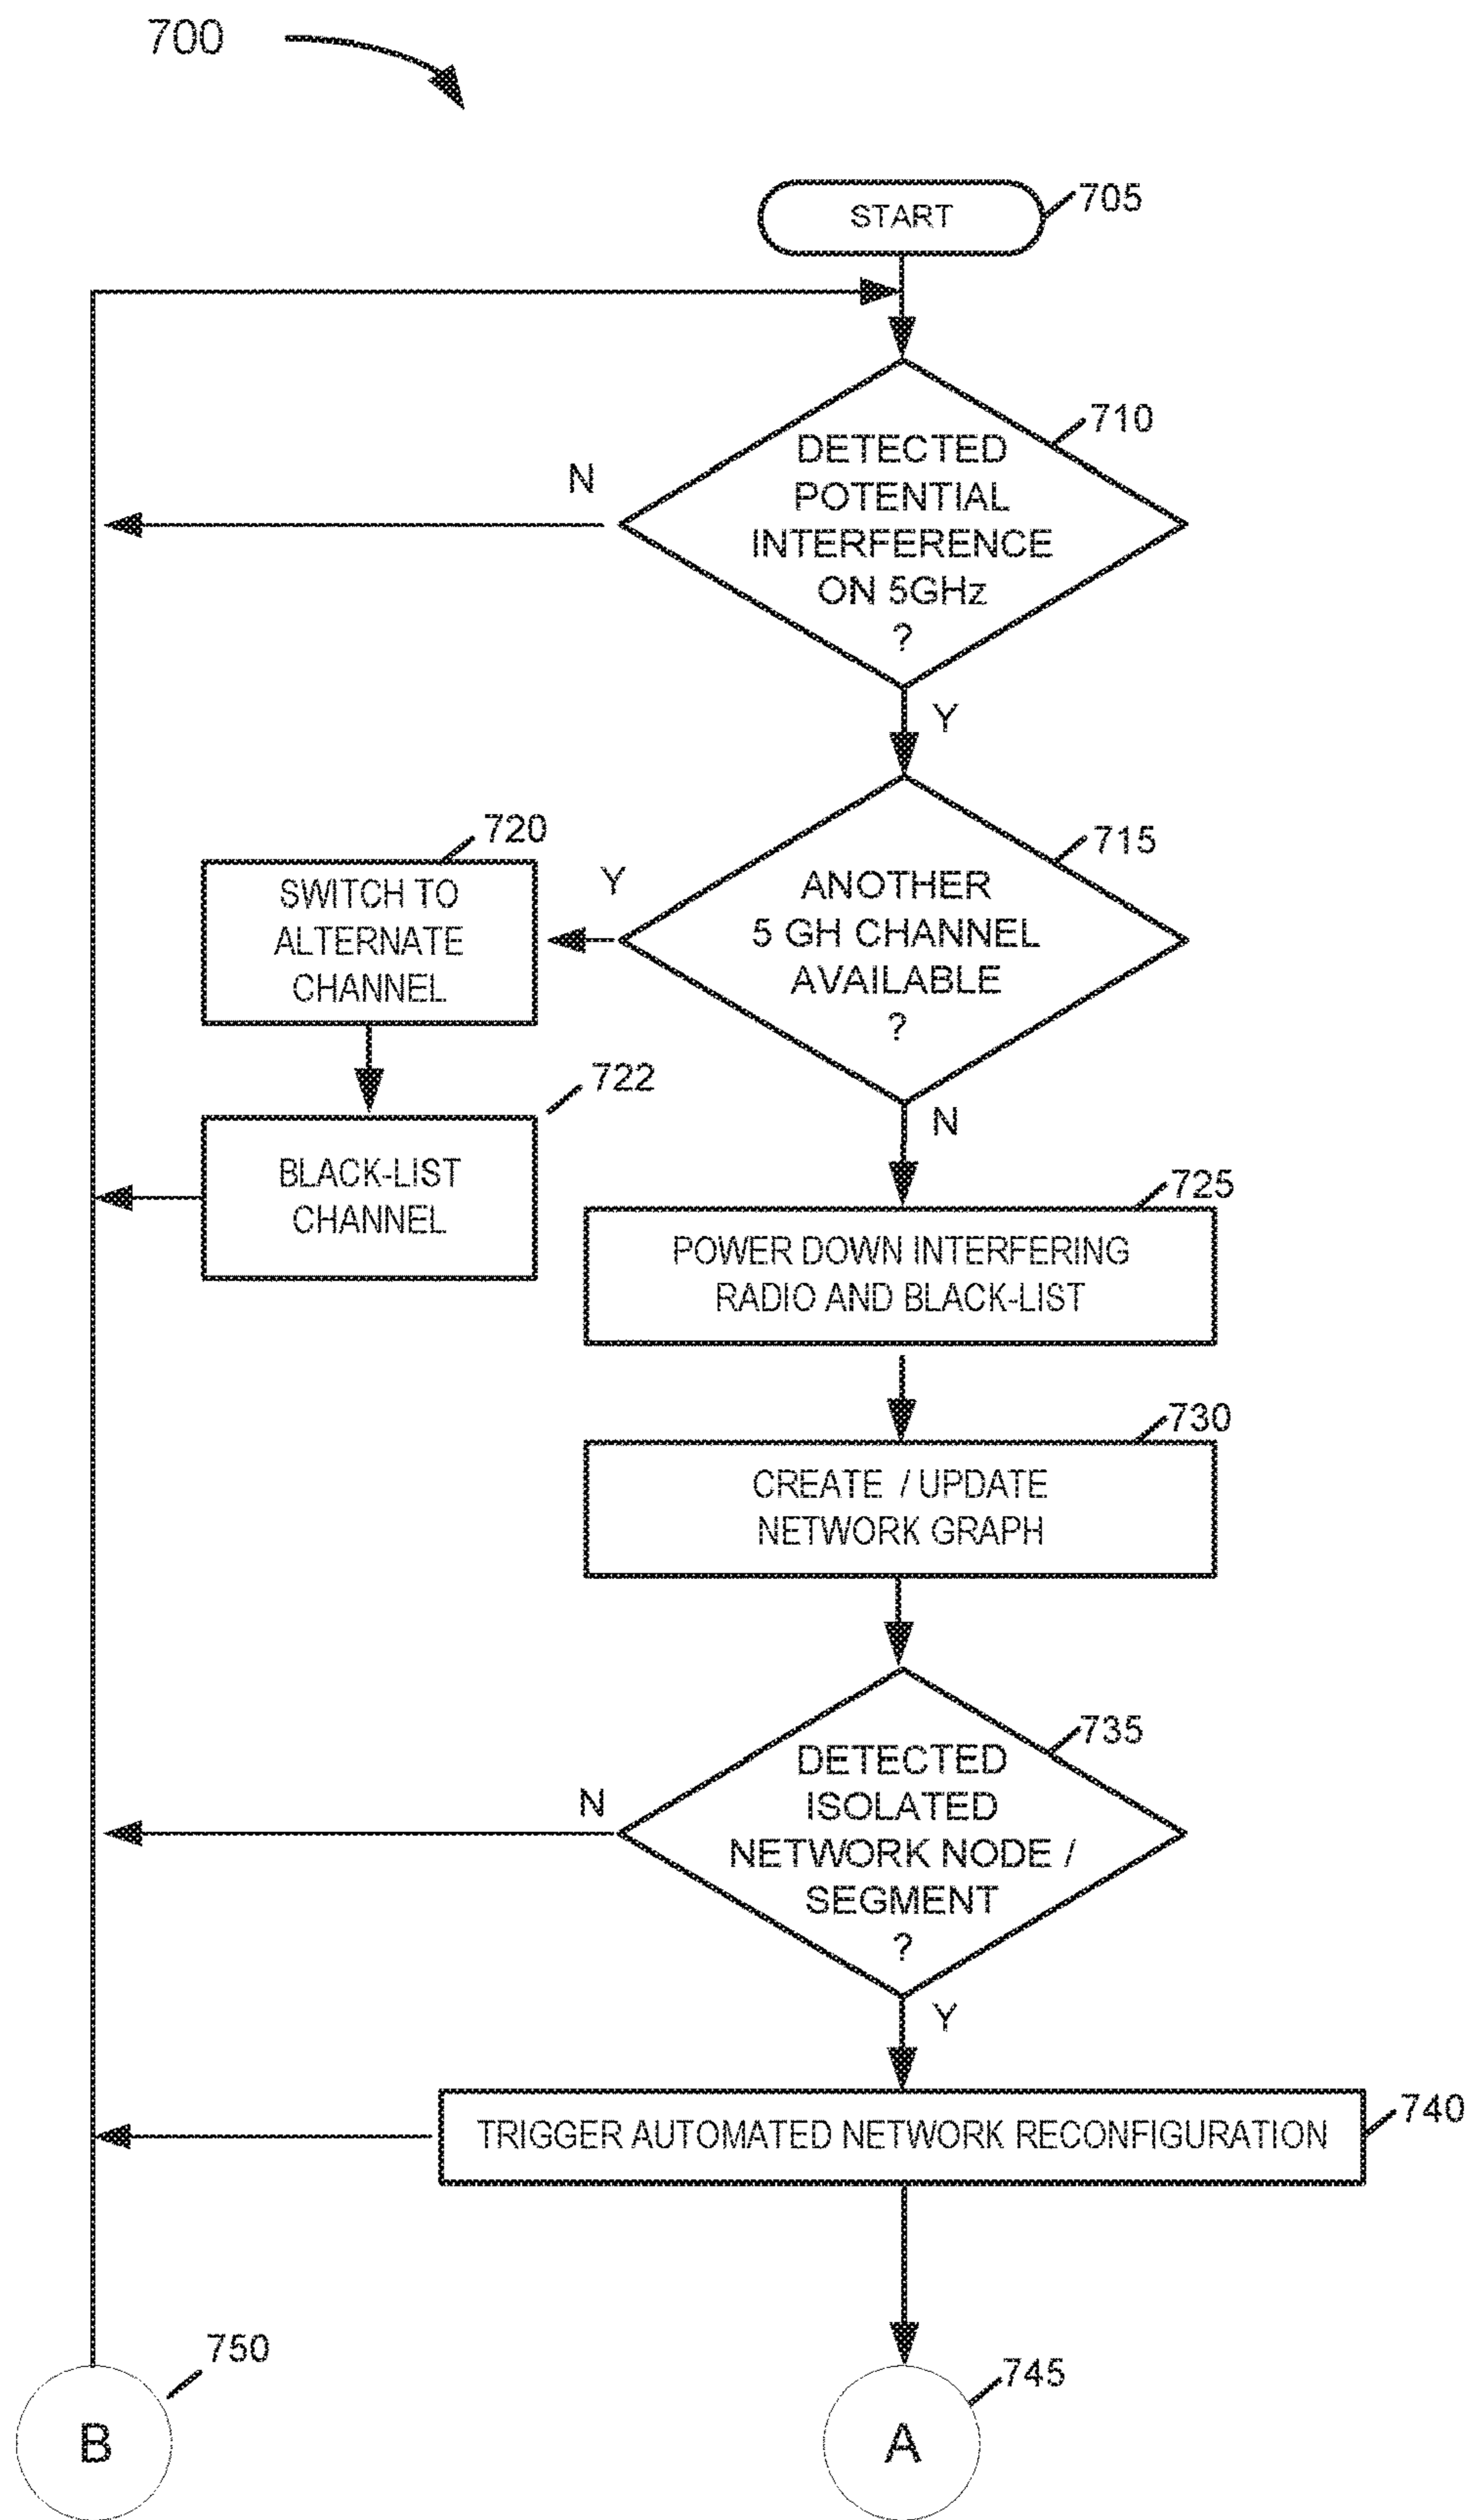 700
START
705
710
DETECTED
POTENTIAL
INTERFERENCE
ON 5GHz
?
N
Y
720
SWITCH TO
ALTERNATE
CHANNEL
Y
715
ANOTHER
5 GH CHANNEL
AVAILABLE
?
722
BLACK-LIST
CHANNEL
N
725
POWER DOWN INTERFERING
RADIO AND BLACK-LIST
730
CREATE / UPDATE
NETWORK GRAPH
735
DETECTED
ISOLATED
NETWORK NODE /
SEGMENT
?
N
Y
740
TRIGGER AUTOMATED NETWORK RECONFIGURATION
750
B
745
A